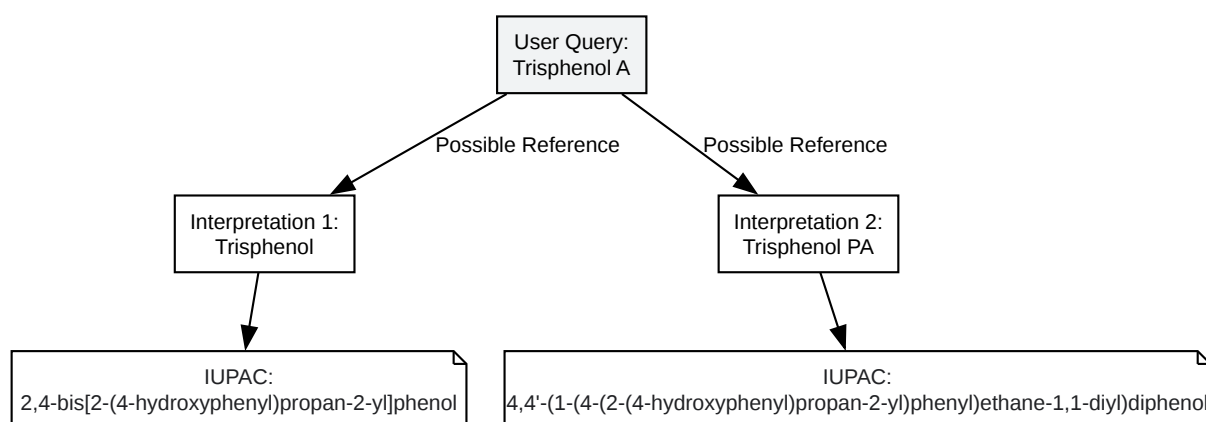 User Query:
Trisphenol A
Possible Reference
Possible Reference
Interpretation 1:
Trisphenol
Interpretation 2:
Trisphenol PA
IUPAC:
2,4-bis[2-(4-hydroxyphenyl)propan-2-yl]phenol
IUPAC:
4,4'-(1-(4-(2-(4-hydroxyphenyl)propan-2-yl)phenyl)ethane-1,1-diyl)diphenol